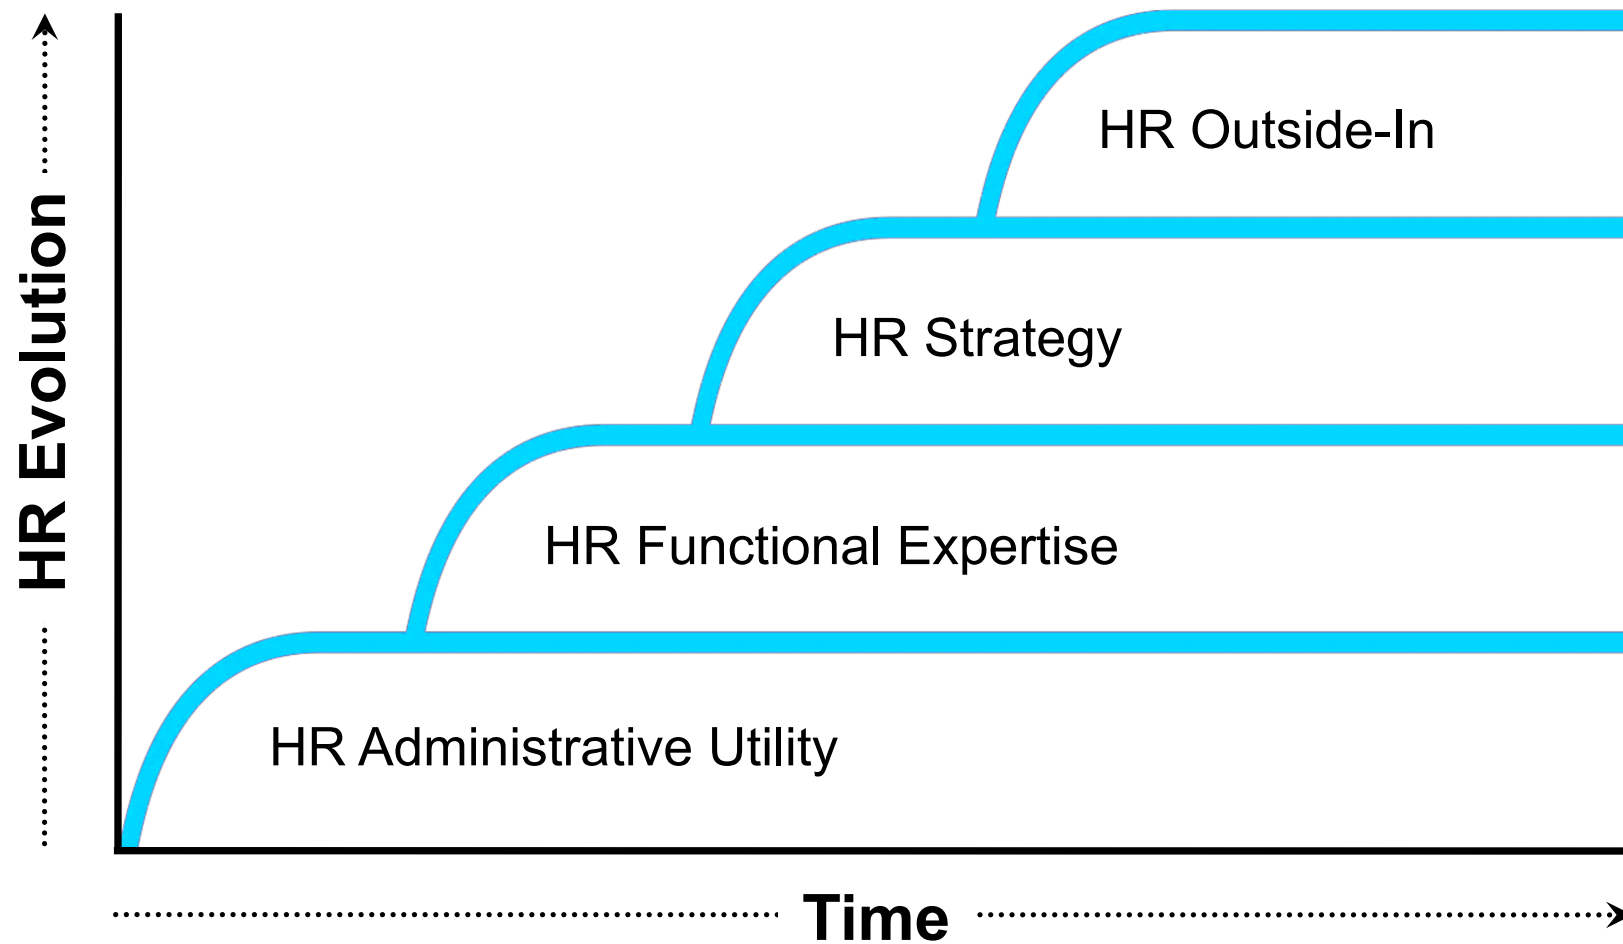 HR Outside-In
HR Strategy
HR Functional Expertise
HR Administrative Utility
HR Evolution
Time